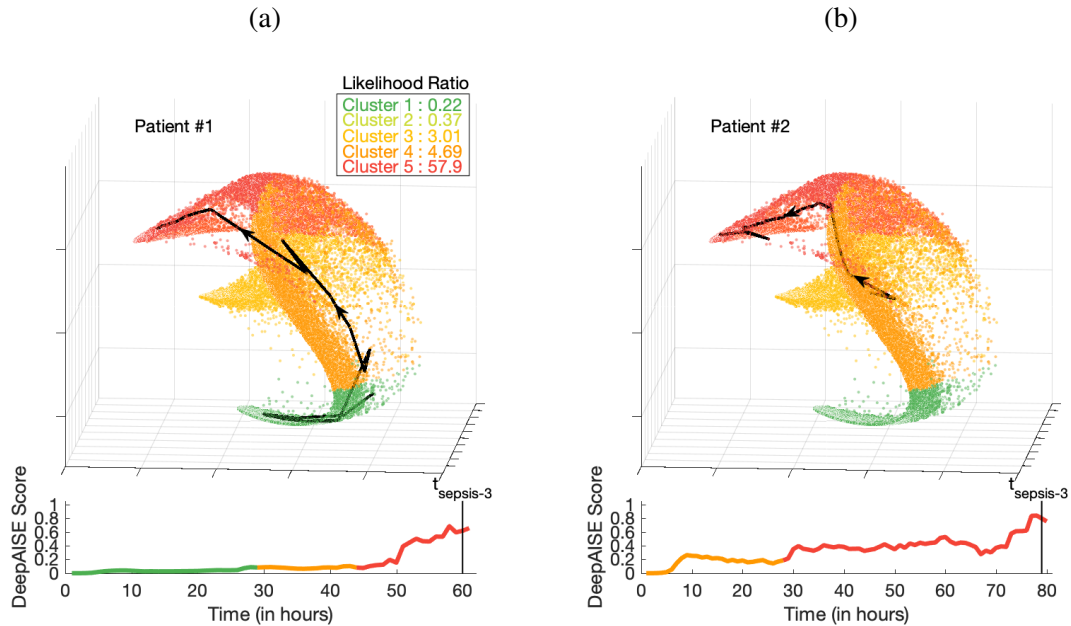 (a)
(b)
Likelihood Ratio
Cluster 1 : 0.22
Cluster 2 : 0.37
Cluster 3 : 3.01
Cluster 4 : 4.69
Cluster 5 : 57.9
Patient #1
Patient #2
t sepsis-3
DeepAISE Score
1
0.8
0.6
0.4
0.2
0
0 10 20 30 40 50 60
Time (in hours)
t sepsis-3
DeepAISE Score
1
0.8
0.6
0.4
0.2
0
0 10 20 30 40 50 60 70 80
Time (in hours)